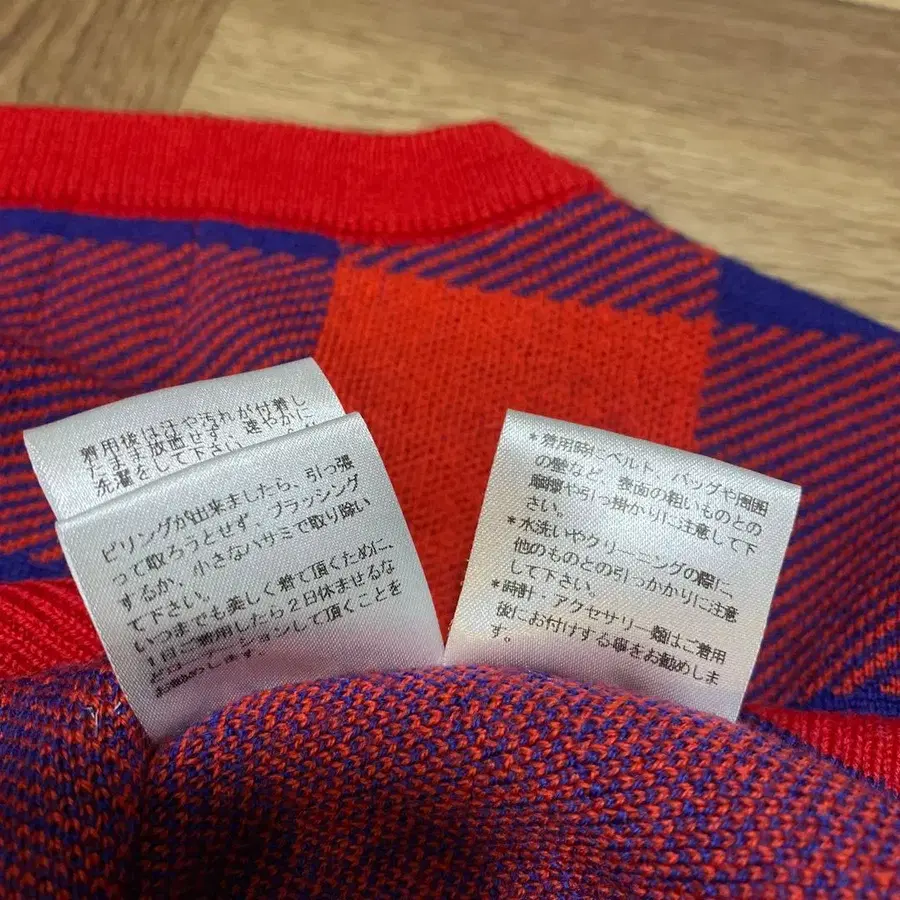 着用後は汗や汚れが付着し
たまま放置せず、速やかに
洗濯をして下さい。
ピリングが出来ましたら、引っ張
って取ろうとせず、ブラッシング
するか、小さなハサミで取り除い
て下さい。
いつまでも美しく着て頂くために、
1日ご着用したら2日休ませるな
どローテーションして頂くことを
お勧めします。
*着用時にベルト、バッグや周囲
の壁など、表面の粗いものとの
摩擦や引っ掛かりに注意して下
さい。
*水洗いやクリーニングの際に、
他のものとの引っかかりに注意
して下さい。
*時計・アクセサリー類はご着用
後にお付けする事をお勧めしま
す。